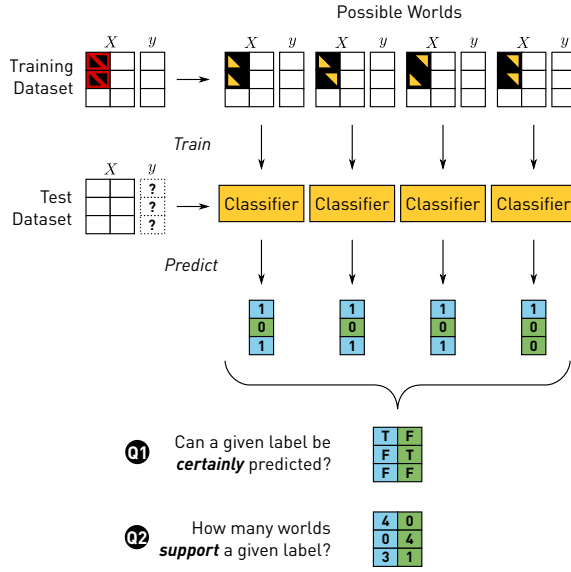 Possible Worlds
X y X y X y X y X y
Training
Dataset
Train
X y
Test
Dataset
?
?
?
Classifier Classifier Classifier Classifier
Predict
1 1 1 1
0 0 0 0
1 1 1 0
Q1 Can a given label be
certainly predicted?
T F
F T
F F
Q2 How many worlds
support a given label?
4 0
0 4
3 1